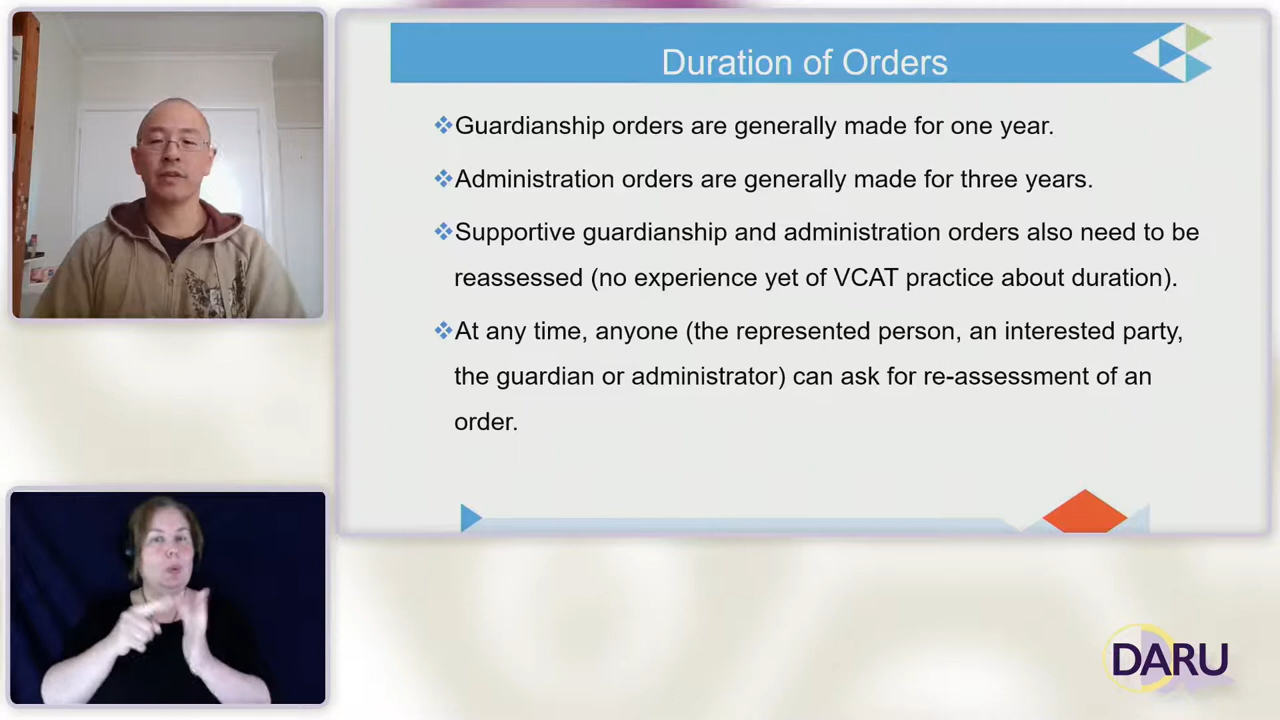 Duration of Orders
Guardianship orders are generally made for one year.
Administration orders are generally made for three years.
Supportive guardianship and administration orders also need to be
reassessed (no experience yet of VCAT practice about duration).
At any time, anyone (the represented person, an interested party,
the guardian or administrator) can ask for re-assessment of an
order.
DARU